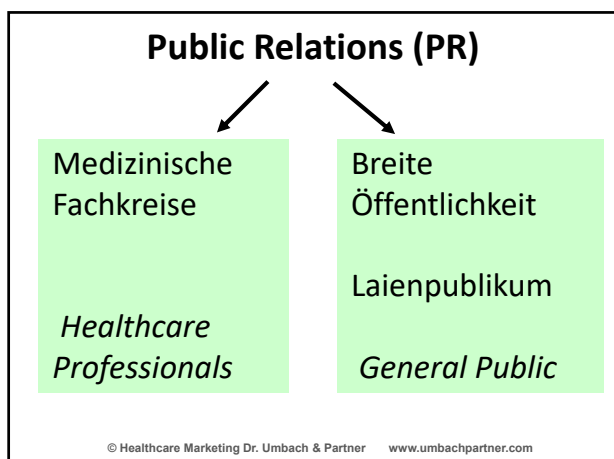 Public Relations (PR)
Medizinische
Fachkreise
Healthcare
Professionals
Breite
Öffentlichkeit
Laienpublikum
General Public
© Healthcare Marketing Dr. Umbach & Partner www.umbachpartner.com